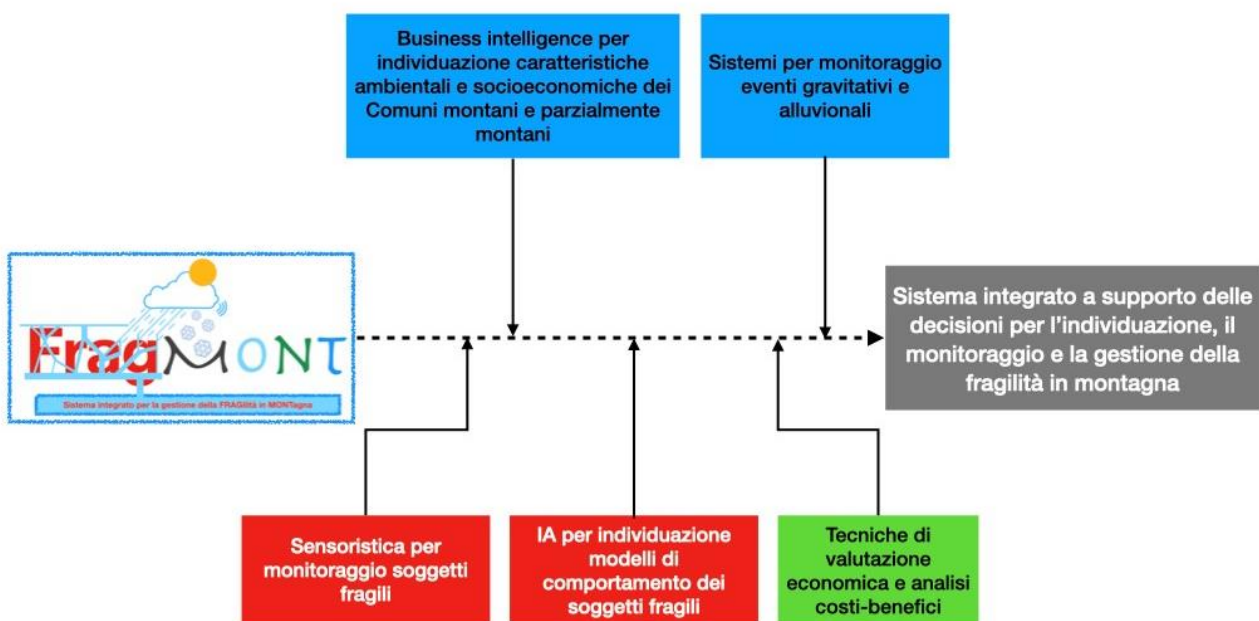 Business intelligence per
individuazione caratteristiche
ambientali e socioeconomiche dei
Comuni montani e parzialmente
montani
Sistemi per monitoraggio
eventi gravitativi e
alluvionali
FragMONT
Sistema integrato per la gestione della FRAGilità in MONTagna
Sistema integrato a supporto delle
decisioni per l’individuazione, il
monitoraggio e la gestione della
fragilità in montagna
Sensoristica per
monitoraggio soggetti
fragili
IA per individuazione
modelli di
comportamento dei
soggetti fragili
Tecniche di
valutazione
economica e analisi
costi-benefici